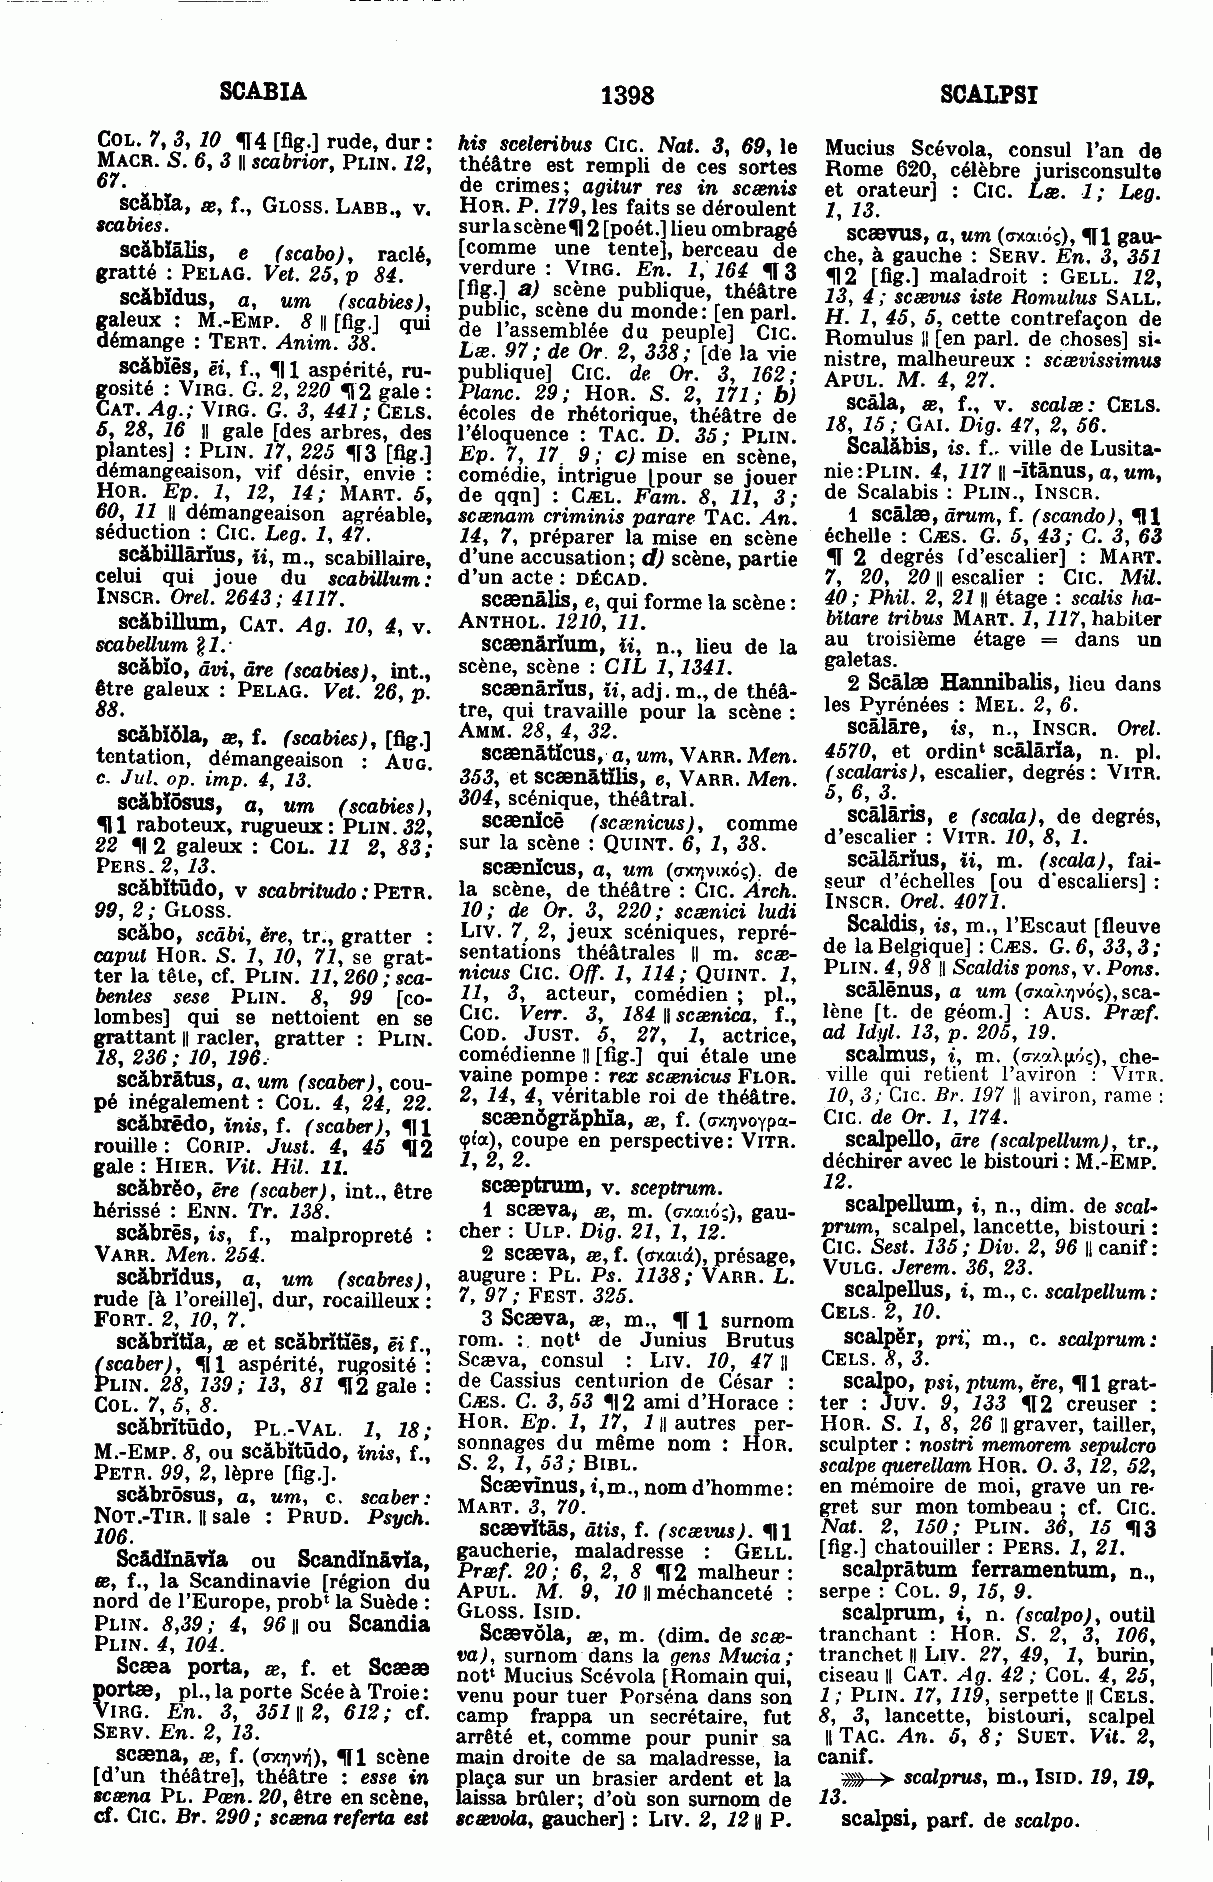 SCABIA
1398
SCALPSI
COL. 7, 3, 10 ¶4 [fig.] rude, dur :
MACR. S. 6, 3 || scabrior, PLIN. 12,
67.
scăbĭa, æ, f., GLOSS. LABB., v.
scabies.
scăbĭālis, e (scabo), raclé,
gratté : PELAG. Vet. 25, p 84.
scăbĭdus, a, um (scabies),
galeux : M.-EMP. 8 || [fig.] qui
démange : TERT. Anim. 38.
scăbĭēs, ēi, f., ¶1 aspérité, ru-
gosité : VIRG. G. 2, 220 ¶2 gale :
CAT. Ag.; VIRG. G. 3, 441 ; CELS.
5, 28, 16 || gale [des arbres, des
plantes] : PLIN. 17, 225 ¶3 [fig.]
démangeaison, vif désir, envie :
HOR. Ep. 1, 12, 14 ; MART. 5,
60, 11 || démangeaison agréable,
séduction : CIC. Leg. 1, 47.
scăbillārĭus, ĭi, m., scabillaire,
celui qui joue du scabillum :
INSCR. Orel. 2643 ; 4117.
scăbillum, CAT. Ag. 10, 4, v.
scabellum § 1.
scăbĭo, āvi, āre (scabies), int.,
être galeux : PELAG. Vet. 26, p.
88.
scăbĭŏla, æ, f. (scabies), [fig.]
tentation, démangeaison : AUG.
c. Jul. op. imp. 4, 13.
scăbĭōsus, a, um (scabies),
¶1 raboteux, rugueux : PLIN. 32,
22 ¶2 galeux : COL. 11 2, 83 ;
PERS. 2, 13.
scăbĭtūdo, v scabritudo : PETR.
99, 2 ; GLOSS.
scăbo, scābi, ĕre, tr., gratter :
caput HOR. S. 1, 10, 71, se grat-
ter la tête, cf. PLIN. 11, 260 ; sca-
bentes sese PLIN. 8, 99 [co-
lombes] qui se nettoient en se
grattant || racler, gratter : PLIN.
18, 236 ; 10, 196.
scăbrātus, a, um (scaber), cou-
pé inégalement : COL. 4, 24, 22.
scăbrēdo, ĭnis, f. (scaber), ¶1
rouille : CORIP. Just. 4, 45 ¶2
gale : HIER. Vit. Hil. 11.
scăbrĕo, ēre (scaber), int., être
hérissé : ENN. Tr. 138.
scăbrēs, is, f., malpropreté :
VARR. Men. 254.
scăbrĭdus, a, um (scabres),
rude [à l'oreille], dur, rocailleux :
FORT. 2, 10, 7.
scăbrĭtĭa, æ et scăbrĭtĭēs, ēi f.,
(scaber), ¶1 aspérité, rugosité :
PLIN. 28, 139 ; 13, 81 ¶2 gale :
COL. 7, 5, 8.
scăbrĭtūdo, PL.-VAL. 1, 18 ;
M.-EMP. 8, ou scăbĭtūdo, ĭnis, f.,
PETR. 99, 2, lèpre [fig.].
scăbrōsus, a, um, c. scaber :
NOT.-TIR. || sale : PRUD. Psych.
106.
Scādĭnāvĭa ou Scandĭnāvĭa,
æ, f., la Scandinavie [région du
nord de l'Europe, probt la Suède :
PLIN. 8,39 ; 4, 96 || ou Scandia
PLIN. 4, 104.
Scæa porta, æ, f. et Scææ
portæ, pl., la porte Scée à Troie :
VIRG. En. 3, 351 || 2, 612 ; cf.
SERV. En. 2, 13.
scæna, æ, f. (σκηνή), ¶1 scène
[d'un théâtre], théâtre : esse in
scæna PL. Pœn. 20, être en scène,
cf. CIC. Br. 290 ; scæna referta est
his sceleribus CIC. Nat. 3, 69, le
théâtre est rempli de ces sortes
de crimes ; agitur res in scænis
HOR. P. 179, les faits se déroulent
sur la scène ¶2 [poét.] lieu ombragé
[comme une tente], berceau de
verdure : VIRG. En. 1, 164 ¶3
[fig.] a) scène publique, théâtre
public, scène du monde : [en parl.
de l'assemblée du peuple] CIC.
Læ. 97 ; de Or. 2, 338 ; [de la vie
publique] CIC. de Or. 3, 162 ;
Planc. 29 ; HOR. S. 2, 171 ; b)
écoles de rhétorique, théâtre de
l'éloquence : TAC. D. 35 ; PLIN.
Ep. 7, 17 9 ; c) mise en scène,
comédie, intrigue [pour se jouer
de qqn] : CÆL. Fam. 8, 11, 3 ;
scænam criminis parare TAC. An.
14, 7, préparer la mise en scène
d'une accusation ; d) scène, partie
d'un acte : DÉCAD.
scænālis, e, qui forme la scène :
ANTHOL. 1210, 11.
scænārĭum, ĭi, n., lieu de la
scène, scène : CIL 1, 1341.
scænārĭus, ii, adj. m., de théâ-
tre, qui travaille pour la scène :
AMM. 28, 4, 32.
scænātĭcus, a, um, VARR. Men.
353, et scænātĭlis, e, VARR. Men.
304, scénique, théâtral.
scænĭcē (scænicus), comme
sur la scène : QUINT. 6, 1, 38.
scænĭcus, a, um (σκηνικός), de
la scène, de théâtre : CIC. Arch.
10 ; de Or. 3, 220 ; scænici ludi
LIV. 7, 2, jeux scéniques, repré-
sentations théâtrales || m. scæ-
nicus CIC. Off. 1, 114 ; QUINT. 1,
11, 3, acteur, comédien ; pl.,
CIC. Verr. 3, 184 || scænica, f.,
COD. JUST. 5, 27, 1, actrice,
comédienne || [fig.] qui étale une
vaine pompe : rex scænicus FLOR.
2, 14, 4, véritable roi de théâtre.
scænŏgrăphĭa, æ, f. (σκηνογρα-
φία), coupe en perspective : VITR.
1, 2, 2.
scæptrum, v. sceptrum.
1 scæva, æ, m. (σκαιός), gau-
cher : ULP. Dig. 21, 1, 12.
2 scæva, æ, f. (σκαιά), présage,
augure : PL. Ps. 1138 ; VARR. L.
7, 97 ; FEST. 325.
3 Scæva, æ, m., ¶ 1 surnom
rom. : nott de Junius Brutus
Scæva, consul : LIV. 10, 47 ||
de Cassius centurion de César :
CÆS. C. 3, 53 ¶2 ami d'Horace :
HOR. Ep. 1, 17, 1 || autres per-
sonnages du même nom : HOR.
S. 2, 1, 53 ; BIBL.
Scævīnus, i, m., nom d'homme :
MART. 3, 70.
scævĭtās, ātis, f. (scævus). ¶1
gaucherie, maladresse : GELL.
Præf. 20 ; 6, 2, 8 ¶2 malheur :
APUL. M. 9, 10 || méchanceté :
GLOSS. ISID.
Scævŏla, æ, m. (dim. de scæ-
va), surnom dans la gens Mucia ;
nott Mucius Scévola [Romain qui,
venu pour tuer Porséna dans son
camp frappa un secrétaire, fut
arrêté et, comme pour punir sa
main droite de sa maladresse, la
plaça sur un brasier ardent et la
laissa brûler ; d'où son surnom de
scævola, gaucher] : LIV. 2, 12 || P.
Mucius Scévola, consul l'an de
Rome 620, célèbre jurisconsulte
et orateur] : CIC. Læ. 1 ; Leg.
1, 13.
scævus, a, um (σκαιός), ¶1 gau-
che, à gauche : SERV. En. 3, 351
¶2 [fig.] maladroit : GELL. 12,
13, 4 ; scævus iste Romulus SALL.
H. 1, 45, 5, cette contrefaçon de
Romulus || [en parl. de choses] si-
nistre, malheureux : scævissimus
APUL. M. 4, 27.
scāla, æ, f., v. scalæ : CELS.
18, 15 ; GAI. Dig. 47, 2, 56.
Scalăbis, is. f.. ville de Lusita-
nie : PLIN. 4, 117 || -ĭtānus, a, um,
de Scalabis : PLIN., INSCR.
1 scālæ, ārum, f. (scando), ¶1
échelle : CÆS. G. 5, 43 ; C. 3, 63
¶ 2 degrés [d'escalier] : MART.
7, 20, 20 || escalier : CIC. Mil.
40 ; Phil. 2, 21 || étage : scalis ha-
bitare tribus MART. 1, 117, habiter
au troisième étage = dans un
galetas.
2 Scālæ Hannibalis, lieu dans
les Pyrénées : MEL. 2, 6.
scālāre, is, n., INSCR. Orel.
4570, et ordint scālārĭa, n. pl.
(scalaris), escalier, degrés : VITR.
5, 6, 3.
scālāris, e (scala), de degrés,
d'escalier : VITR. 10, 8, 1.
scālārĭus, ĭi, m. (scala), fai-
seur d'échelles [ou d'escaliers] :
INSCR. Orel. 4071.
Scaldis, is, m., l'Escaut [fleuve
de la Belgique] : CÆS. G. 6, 33, 3 ;
PLIN. 4, 98 || Scaldis pons, v. Pons.
scălēnus, a um (σκαληνός), sca-
lène [t. de géom.] : AUS. Præf.
ad Idyl. 13, p. 205, 19.
scalmus, i, m. (σκαλμός), che-
ville qui retient l'aviron : VITR.
10, 3 ; CIC. Br. 197 || aviron, rame :
CIC. de Or. 1, 174.
scalpello, āre (scalpellum), tr.,
déchirer avec le bistouri : M.-EMP.
12.
scalpellum, i, n., dim. de scal-
prum, scalpel, lancette, bistouri :
CIC. Sest. 135 ; Div. 2, 96 || canif :
VULG. Jerem. 36, 23.
scalpellus, i, m., c. scalpellum :
CELS. 2, 10.
scalpĕr, pri, m., c. scalprum :
CELS. 8, 3.
scalpo, psi, ptum, ĕre, ¶1 grat-
ter : JUV. 9, 133 ¶2 creuser :
HOR. S. 1, 8, 26 || graver, tailler,
sculpter : nostri memorem sepulcro
scalpe querellam HOR. O. 3, 12, 52,
en mémoire de moi, grave un re-
gret sur mon tombeau ; cf. CIC.
Nat. 2, 150 ; PLIN. 36, 15 ¶3
[fig.] chatouiller : PERS. 1, 21.
scalprātum ferramentum, n.,
serpe : COL. 9, 15, 9.
scalprum, i, n. (scalpo), outil
tranchant : HOR. S. 2, 3, 106,
tranchet || LIV. 27, 49, 1, burin,
ciseau || CAT. Ag. 42 ; COL. 4, 25,
1 ; PLIN. 17, 119, serpette || CELS.
8, 3, lancette, bistouri, scalpel
|| TAC. An. 5, 8 ; SUET. Vit. 2,
canif.
➳ scalprus, m., ISID. 19, 19,
13.
scalpsi, parf. de scalpo.